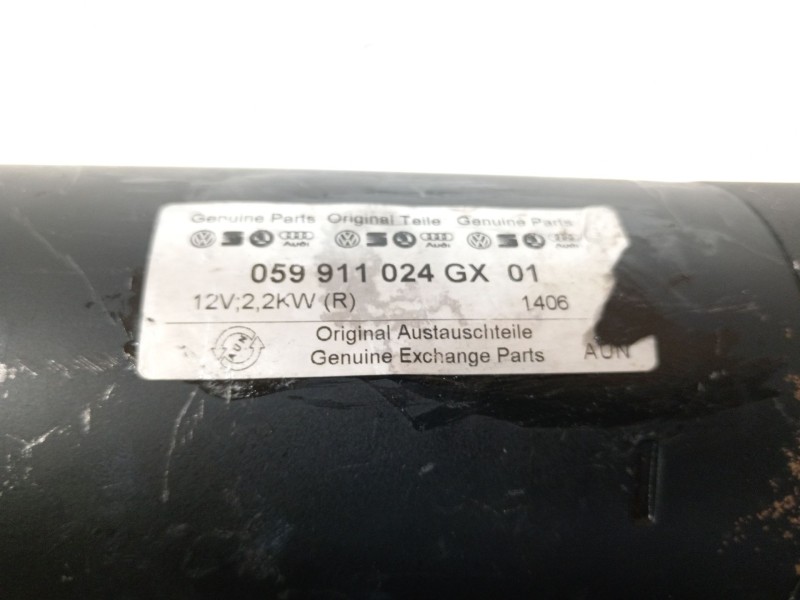 Genuine Parts Original Teile Genuine Parts
Audi Audi Audi
059 911 024 GX 01
12V;2,2KW (R) 1406
Original Austauschteile
AUN Genuine Exchange Parts AUN